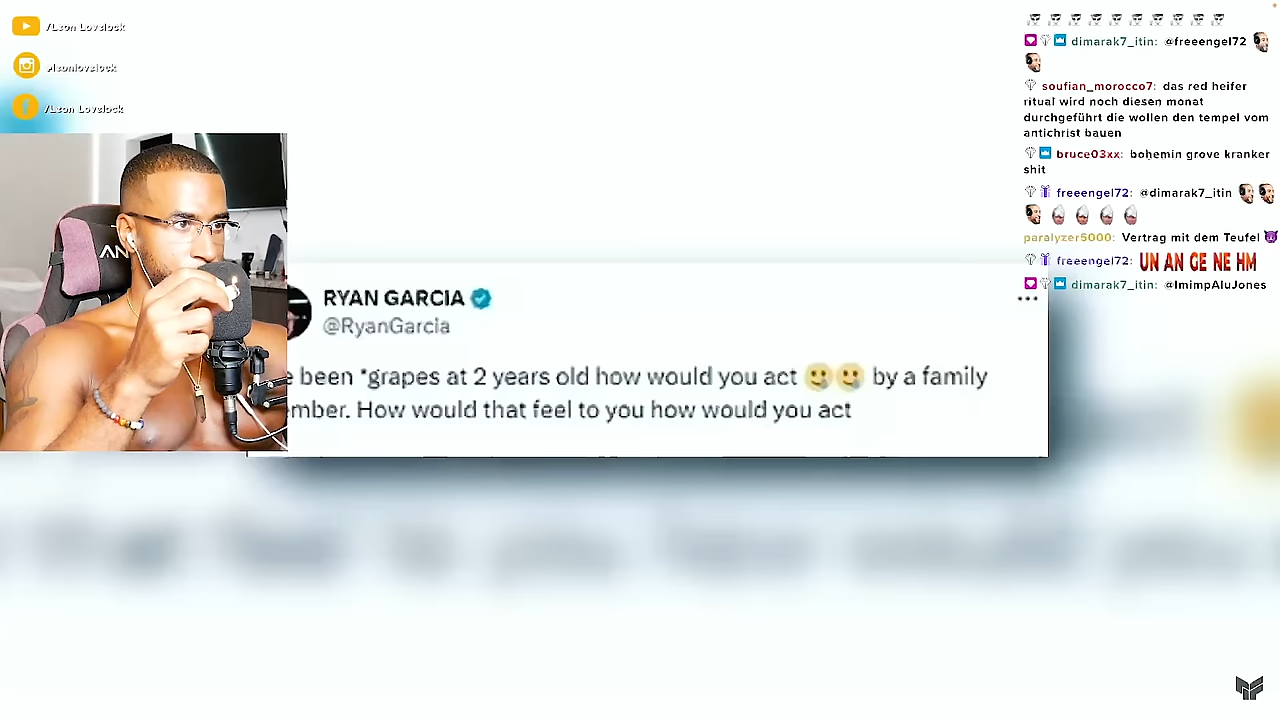 /Leon Lovelock
leonlovelock
/Leon Lovelock
AN
RYAN GARCIA
@RyanGarcia
e been *grapes at 2 years old how would you act 🥲🥲 by a family
mber. How would that feel to you how would you act
dimarak7_itin: @freeengel72
soufian_morocco7: das red heifer
ritual wird noch diesen monat
durchgeführt die wollen den tempel vom
antichrist bauen
bruce03xx: bohemin grove kranker
shit
freeengel72: @dimarak7_itin
paralyzer5000: Vertrag mit dem Teufel 😈
freeengel72: UN AN GE NE HM
dimarak7_itin: @ImimpAluJones